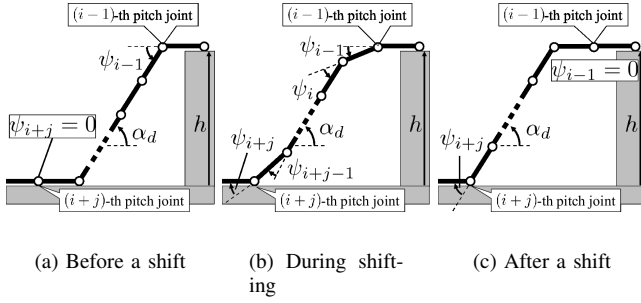 (i − 1)-th pitch joint
ψ_{i−1}
ψ_{i+j} = 0
α_d
h
(i + j)-th pitch joint
(a) Before a shift
(i − 1)-th pitch joint
ψ_{i−1}
ψ_i
ψ_{i+j}
α_d
h
ψ_{i+j−1}
(i + j)-th pitch joint
(b) During shift-
ing
(i − 1)-th pitch joint
ψ_{i−1} = 0
h
ψ_{i+j}
α_d
(i + j)-th pitch joint
(c) After a shift